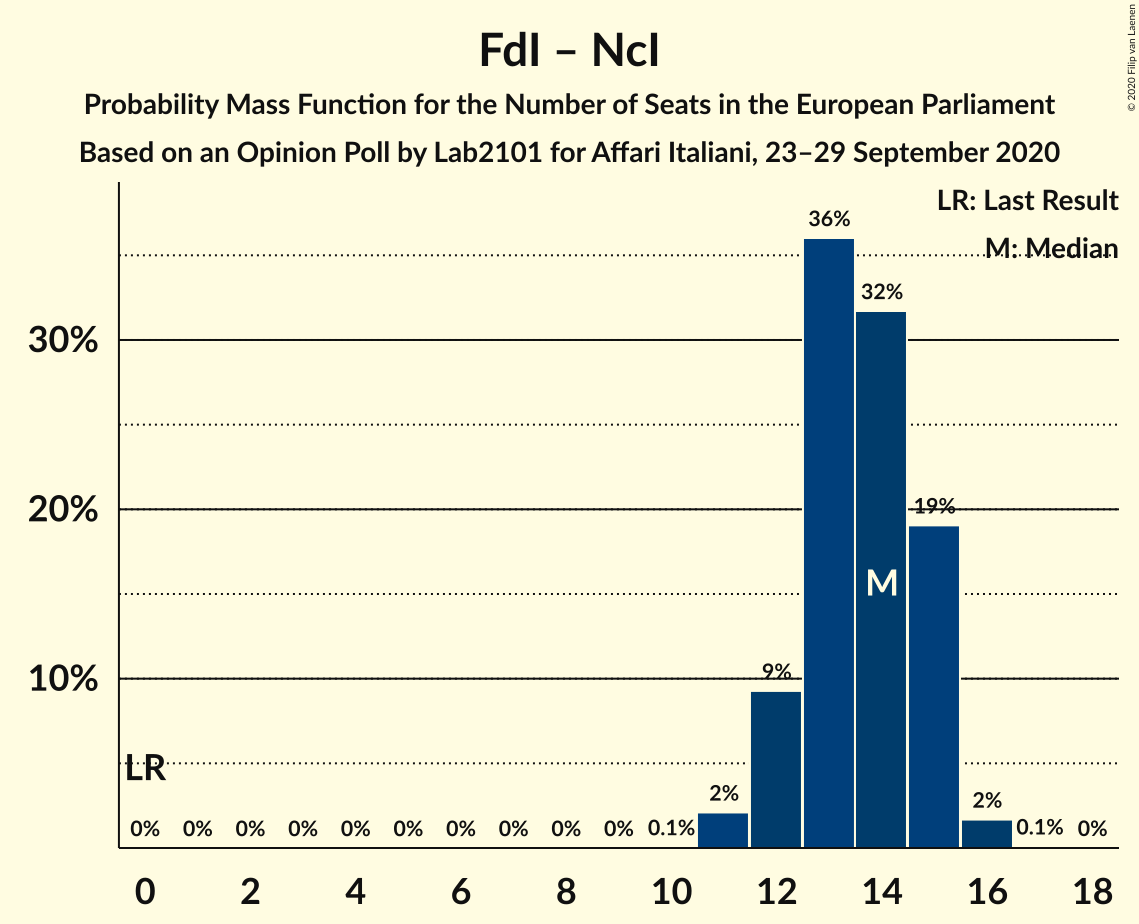 FdI – NcI
Probability Mass Function for the Number of Seats in the European Parliament
Based on an Opinion Poll by Lab2101 for Affari Italiani, 23–29 September 2020
© 2020 Filip van Laenen
LR: Last Result
M: Median
36%
32%
30%
20%
19%
M
10%
9%
LR
2%
2%
0% 0% 0% 0% 0% 0% 0% 0% 0% 0% 0.1% 0.1% 0%
0 2 4 6 8 10 12 14 16 18